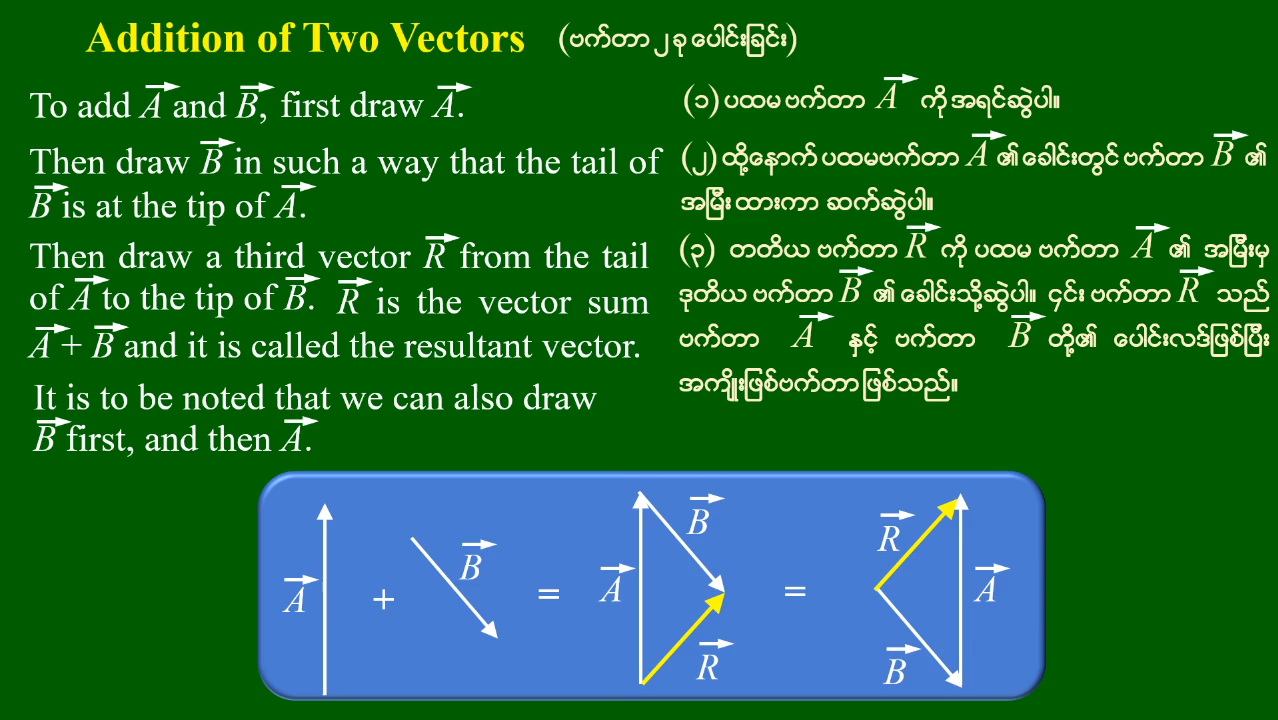 Addition of Two Vectors (ဗက်တာ ၂ ခု ပေါင်းခြင်း)
To add A⃗ and B⃗, first draw A⃗.
Then draw B⃗ in such a way that the tail of
B⃗ is at the tip of A⃗.
Then draw a third vector R⃗ from the tail
of A⃗ to the tip of B⃗. R⃗ is the vector sum
A⃗ + B⃗ and it is called the resultant vector.
It is to be noted that we can also draw
B⃗ first, and then A⃗.
(၁) ပထမ ဗက်တာ A⃗ ကို အရင်ဆွဲပါ။
(၂) ထို့နောက် ပထမဗက်တာ A⃗ ၏ ခေါင်းတွင် ဗက်တာ B⃗ ၏
အမြီး ထားကာ ဆက်ဆွဲပါ။
(၃) တတိယ ဗက်တာ R⃗ ကို ပထမ ဗက်တာ A⃗ ၏ အမြီးမှ
ဒုတိယ ဗက်တာ B⃗ ၏ ခေါင်းသို့ဆွဲပါ။ ၎င်း ဗက်တာ R⃗ သည်
ဗက်တာ A⃗ နှင့် ဗက်တာ B⃗ တို့၏ ပေါင်းလဒ်ဖြစ်ပြီး
အကျိုးဖြစ်ဗက်တာ ဖြစ်သည်။
A⃗ + B⃗ = A⃗ B⃗ R⃗ = R⃗ B⃗ A⃗